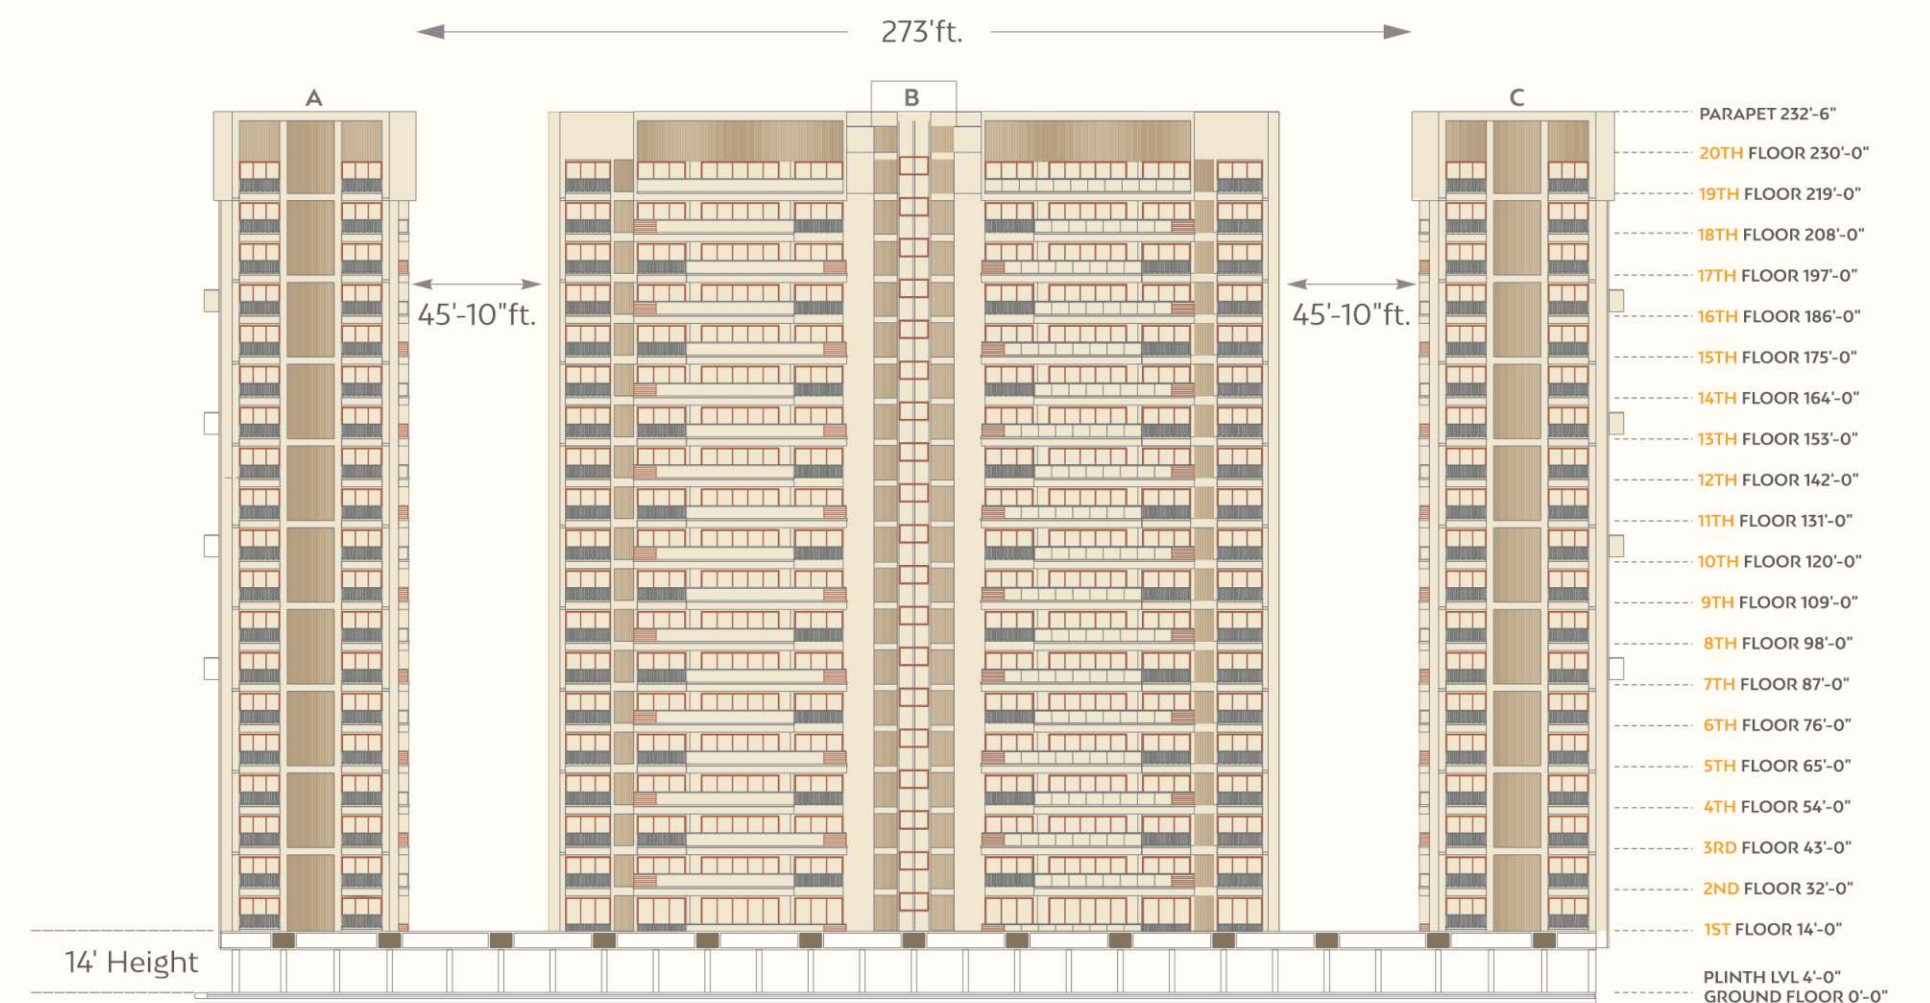 273'ft.
A
B
C
PARAPET 232'-6"
20TH FLOOR 230'-0"
19TH FLOOR 219'-0"
18TH FLOOR 208'-0"
17TH FLOOR 197'-0"
45'-10"ft.
45'-10"ft.
16TH FLOOR 186'-0"
15TH FLOOR 175'-0"
14TH FLOOR 164'-0"
13TH FLOOR 153'-0"
12TH FLOOR 142'-0"
11TH FLOOR 131'-0"
10TH FLOOR 120'-0"
9TH FLOOR 109'-0"
8TH FLOOR 98'-0"
7TH FLOOR 87'-0"
6TH FLOOR 76'-0"
5TH FLOOR 65'-0"
4TH FLOOR 54'-0"
3RD FLOOR 43'-0"
2ND FLOOR 32'-0"
1ST FLOOR 14'-0"
14' Height
PLINTH LVL 4'-0"
GROUND FLOOR 0'-0"